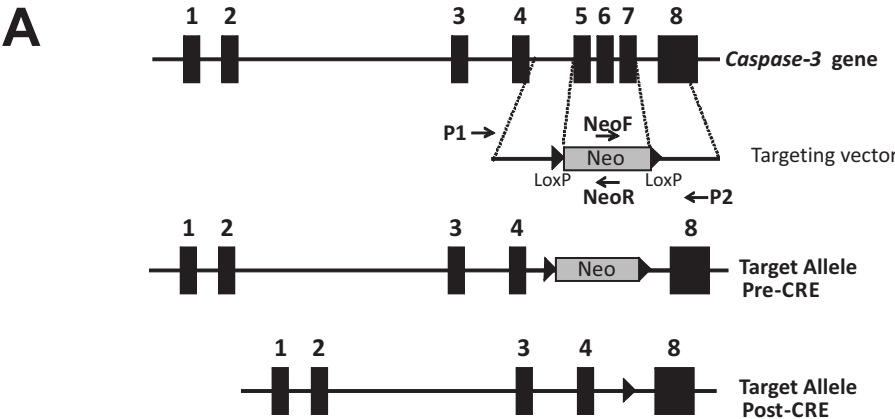 A
1 2 3 4 5 6 7 8
Caspase-3 gene
P1
NeoF
Neo
Targeting vector
LoxP LoxP
NeoR
P2
1 2 3 4 8
Neo
Target Allele
Pre-CRE
1 2 3 4 8
Target Allele
Post-CRE